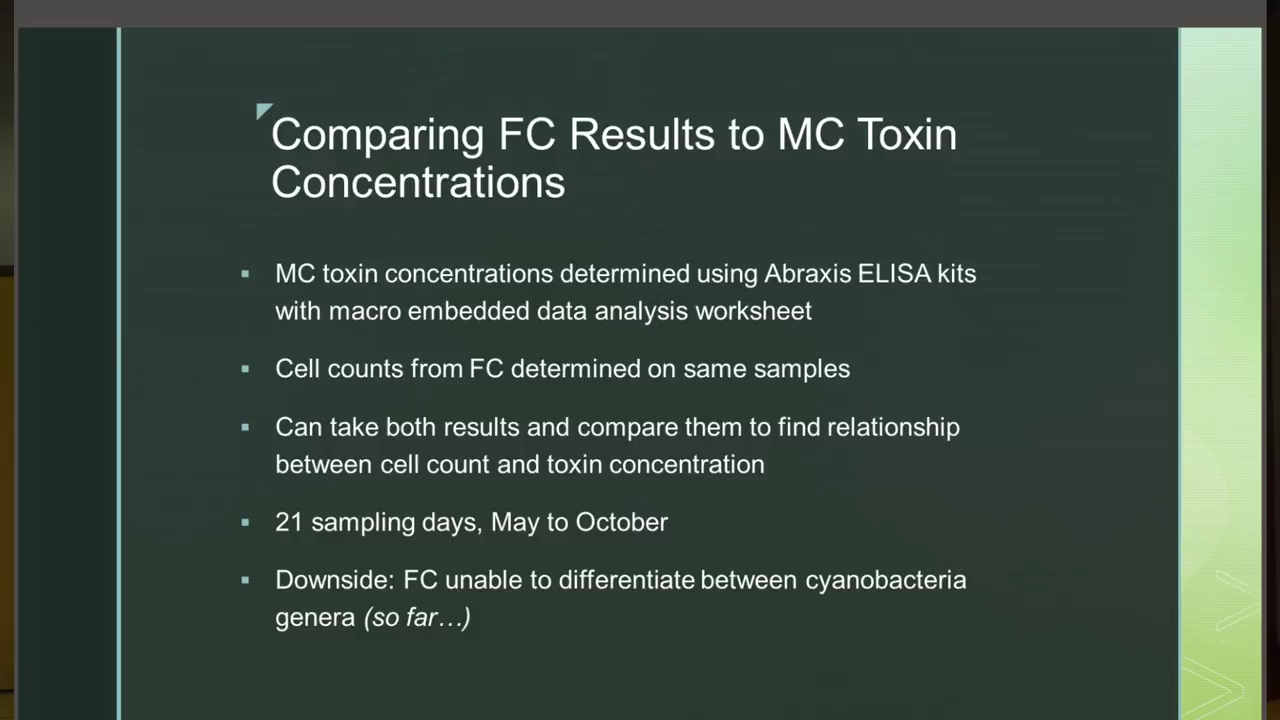 Comparing FC Results to MC Toxin
Concentrations
▪ MC toxin concentrations determined using Abraxis ELISA kits
with macro embedded data analysis worksheet
▪ Cell counts from FC determined on same samples
▪ Can take both results and compare them to find relationship
between cell count and toxin concentration
▪ 21 sampling days, May to October
▪ Downside: FC unable to differentiate between cyanobacteria
genera (so far…)